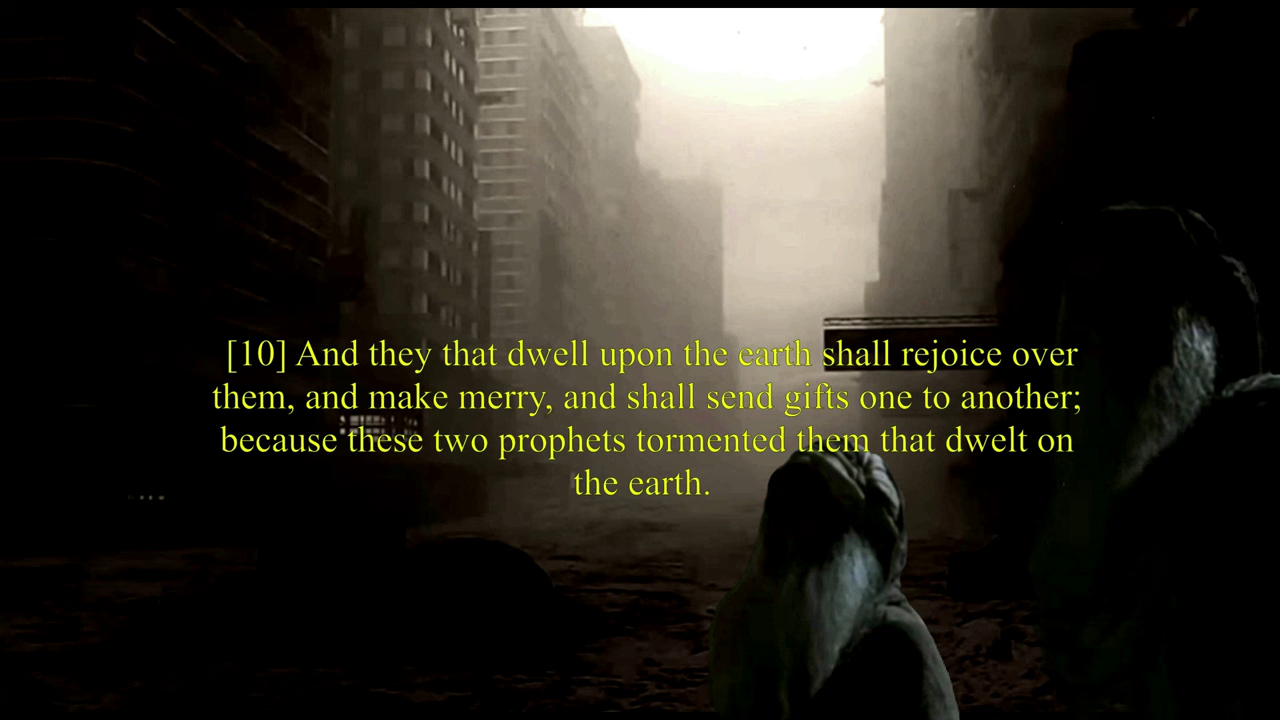 [10] And they that dwell upon the earth shall rejoice over
them, and make merry, and shall send gifts one to another;
because these two prophets tormented them that dwelt on
the earth.